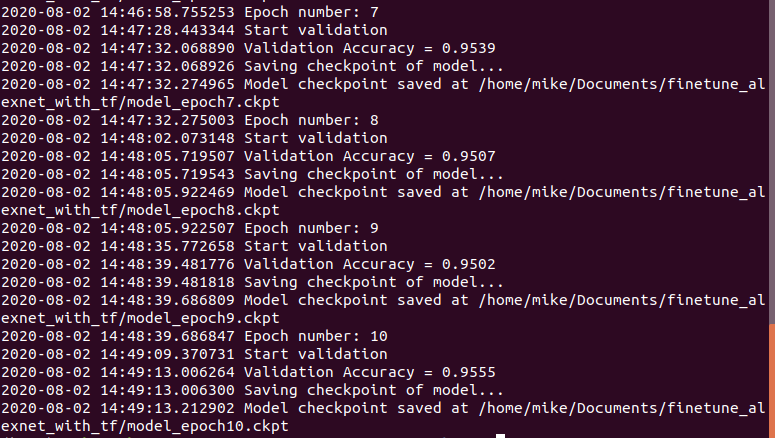 2020-08-02 14:46:58.755253 Epoch number: 7
2020-08-02 14:47:28.443344 Start validation
2020-08-02 14:47:32.068890 Validation Accuracy = 0.9539
2020-08-02 14:47:32.068926 Saving checkpoint of model...
2020-08-02 14:47:32.274965 Model checkpoint saved at /home/mike/Documents/finetune_al
exnet_with_tf/model_epoch7.ckpt
2020-08-02 14:47:32.275003 Epoch number: 8
2020-08-02 14:48:02.073148 Start validation
2020-08-02 14:48:05.719507 Validation Accuracy = 0.9507
2020-08-02 14:48:05.719543 Saving checkpoint of model...
2020-08-02 14:48:05.922469 Model checkpoint saved at /home/mike/Documents/finetune_al
exnet_with_tf/model_epoch8.ckpt
2020-08-02 14:48:05.922507 Epoch number: 9
2020-08-02 14:48:35.772658 Start validation
2020-08-02 14:48:39.481776 Validation Accuracy = 0.9502
2020-08-02 14:48:39.481818 Saving checkpoint of model...
2020-08-02 14:48:39.686809 Model checkpoint saved at /home/mike/Documents/finetune_al
exnet_with_tf/model_epoch9.ckpt
2020-08-02 14:48:39.686847 Epoch number: 10
2020-08-02 14:49:09.370731 Start validation
2020-08-02 14:49:13.006264 Validation Accuracy = 0.9555
2020-08-02 14:49:13.006300 Saving checkpoint of model...
2020-08-02 14:49:13.212902 Model checkpoint saved at /home/mike/Documents/finetune_al
exnet_with_tf/model_epoch10.ckpt